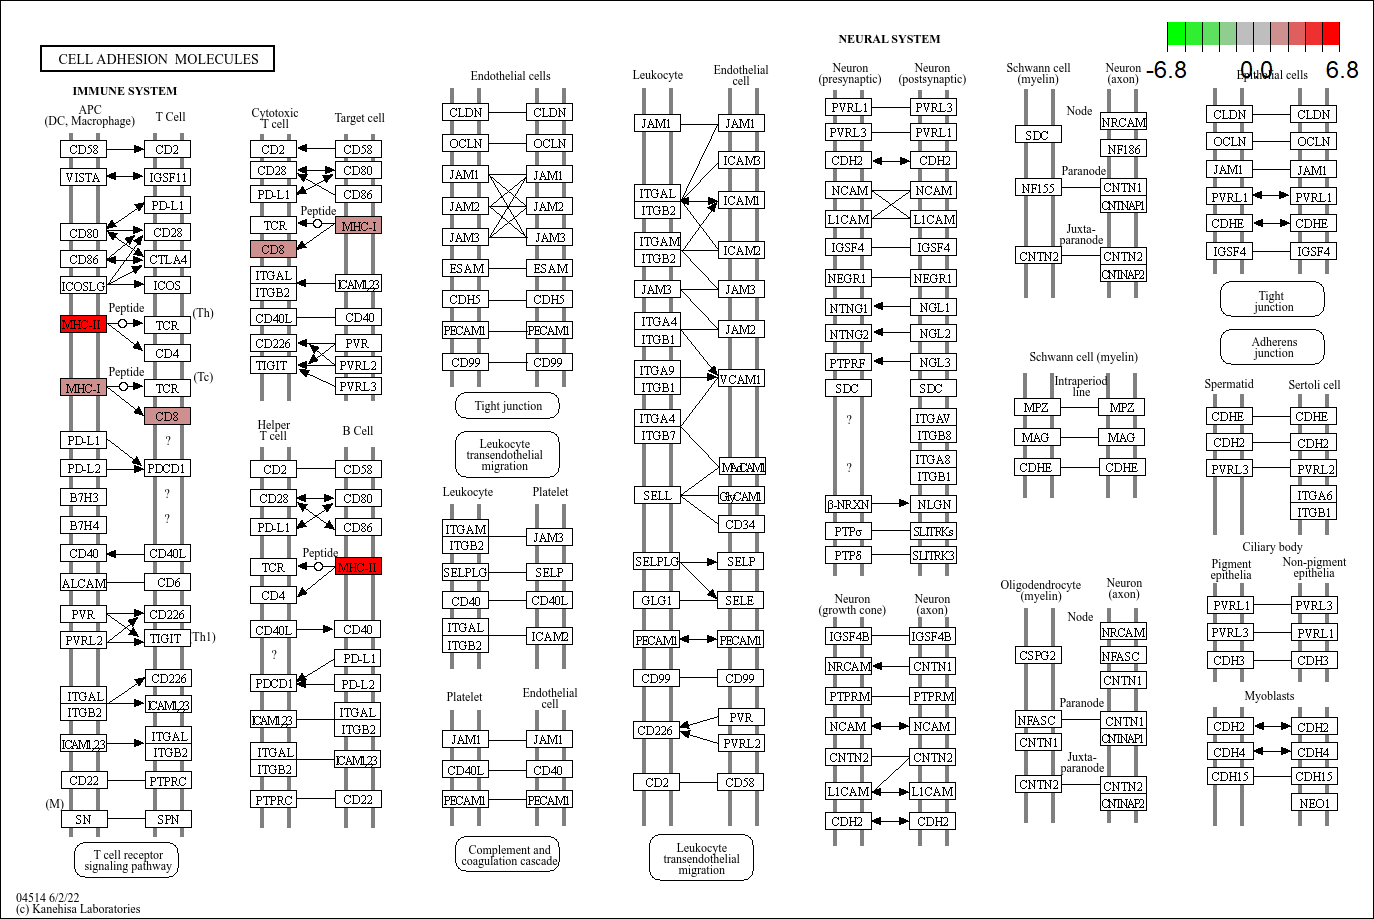 CELL ADHESION MOLECULES
-6.8 0.0 6.8
IMMUNE SYSTEM
APC
(DC, Macrophage)
T Cell
CD58 CD2
VISTA IGSF11
PD-L1
CD80 CD28
CD86 CTLA4
ICOSLG ICOS
Peptide
MHC-II TCR (Th)
CD4
Peptide
MHC-I TCR (Tc)
CD8
PD-L1 ?
PD-L2 PDCD1
B7H3 ?
B7H4 ?
CD40 CD40L
ALCAM CD6
PVR CD226
PVRL2 TIGIT Th1)
CD226
ITGAL
ITGB2
ICAM1,23
ICAM1,23
ITGAL
ITGB2
CD22 PTPRC
(M)
SN SPN
T cell receptor
signaling pathway
04514 6/2/22
(c) Kanehisa Laboratories
Cytotoxic
T cell
Target cell
CD2 CD58
CD28 CD80
PD-L1 CD86
Peptide
TCR MHC-I
CD8
ITGAL
ITGB2
ICAM1,23
CD40L CD40
CD226 PVR
TIGIT PVRL2
PVRL3
Helper
T cell
B Cell
CD2 CD58
CD28 CD80
PD-L1 CD86
Peptide
TCR MHC-II
CD4
CD40L CD40
? PD-L1
PDCD1 PD-L2
ICAM1,23
ITGAL
ITGB2
ITGAL
ITGB2
ICAM1,23
PTPRC CD22
Endothelial cells
CLDN CLDN
OCLN OCLN
JAM1 JAM1
JAM2 JAM2
JAM3 JAM3
ESAM ESAM
CDH5 CDH5
PECAM1 PECAM1
CD99 CD99
Tight junction
Leukocyte
transendothelial
migration
Leukocyte Platelet
ITGAM
ITGB2
JAM3
SELPLG SELP
CD40 CD40L
ITGAL
ITGB2
ICAM2
Platelet
Endothelial
cell
JAM1 JAM1
CD40L CD40
PECAM1 PECAM1
Complement and
coagulation cascade
Leukocyte
Endothelial
cell
JAM1 JAM1
ICAM3
ITGAL
ITGB2
ICAM1
ITGAM
ITGB2
ICAM2
JAM3 JAM3
ITGA4
ITGB1
JAM2
ITGA9
ITGB1
VCAM1
ITGA4
ITGB7
MAdCAM1
SELL GlyCAM1
CD34
SELPLG SELP
GLG1 SELE
PECAM1 PECAM1
CD99 CD99
PVR
CD226
PVRL2
CD2 CD58
Leukocyte
transendothelial
migration
NEURAL SYSTEM
Neuron
(presynaptic)
Neuron
(postsynaptic)
PVRL1 PVRL3
PVRL3 PVRL1
CDH2 CDH2
NCAM NCAM
L1CAM L1CAM
IGSF4 IGSF4
NEGR1 NEGR1
NTNG1 NGL1
NTNG2 NGL2
PTPRF NGL3
SDC SDC
?
ITGAV
ITGB8
?
ITGA8
ITGB1
β-NRXN NLGN
PTPσ SLITRKs
PTPδ SLITRK3
Neuron
(growth cone)
Neuron
(axon)
IGSF4B IGSF4B
NRCAM CNTN1
PTPRM PTPRM
NCAM NCAM
CNTN2 CNTN2
L1CAM L1CAM
CDH2 CDH2
Schwann cell
(myelin)
Neuron
(axon)
Node
NRCAM
SDC
NF186
Paranode
NF155 CNTN1
CNTNAP1
Juxta-
paranode
CNTN2 CNTN2
CNTNAP2
Schwann cell (myelin)
Intraperiod
line
MPZ MPZ
MAG MAG
CDHE CDHE
Oligodendrocyte
(myelin)
Neuron
(axon)
Node
NRCAM
CSPG2 NFASC
CNTN1
Paranode
NFASC CNTN1
CNTN1 CNTNAP1
Juxta-
paranode
CNTN2 CNTN2
CNTNAP2
Epithelial cells
CLDN CLDN
OCLN OCLN
JAM1 JAM1
PVRL1 PVRL1
CDHE CDHE
IGSF4 IGSF4
Tight
junction
Adherens
junction
Spermatid Sertoli cell
CDHE CDHE
CDH2 CDH2
PVRL3 PVRL2
ITGA6
ITGB1
Ciliary body
Pigment
epithelia
Non-pigment
epithelia
PVRL1 PVRL3
PVRL3 PVRL1
CDH3 CDH3
Myoblasts
CDH2 CDH2
CDH4 CDH4
CDH15 CDH15
NEO1